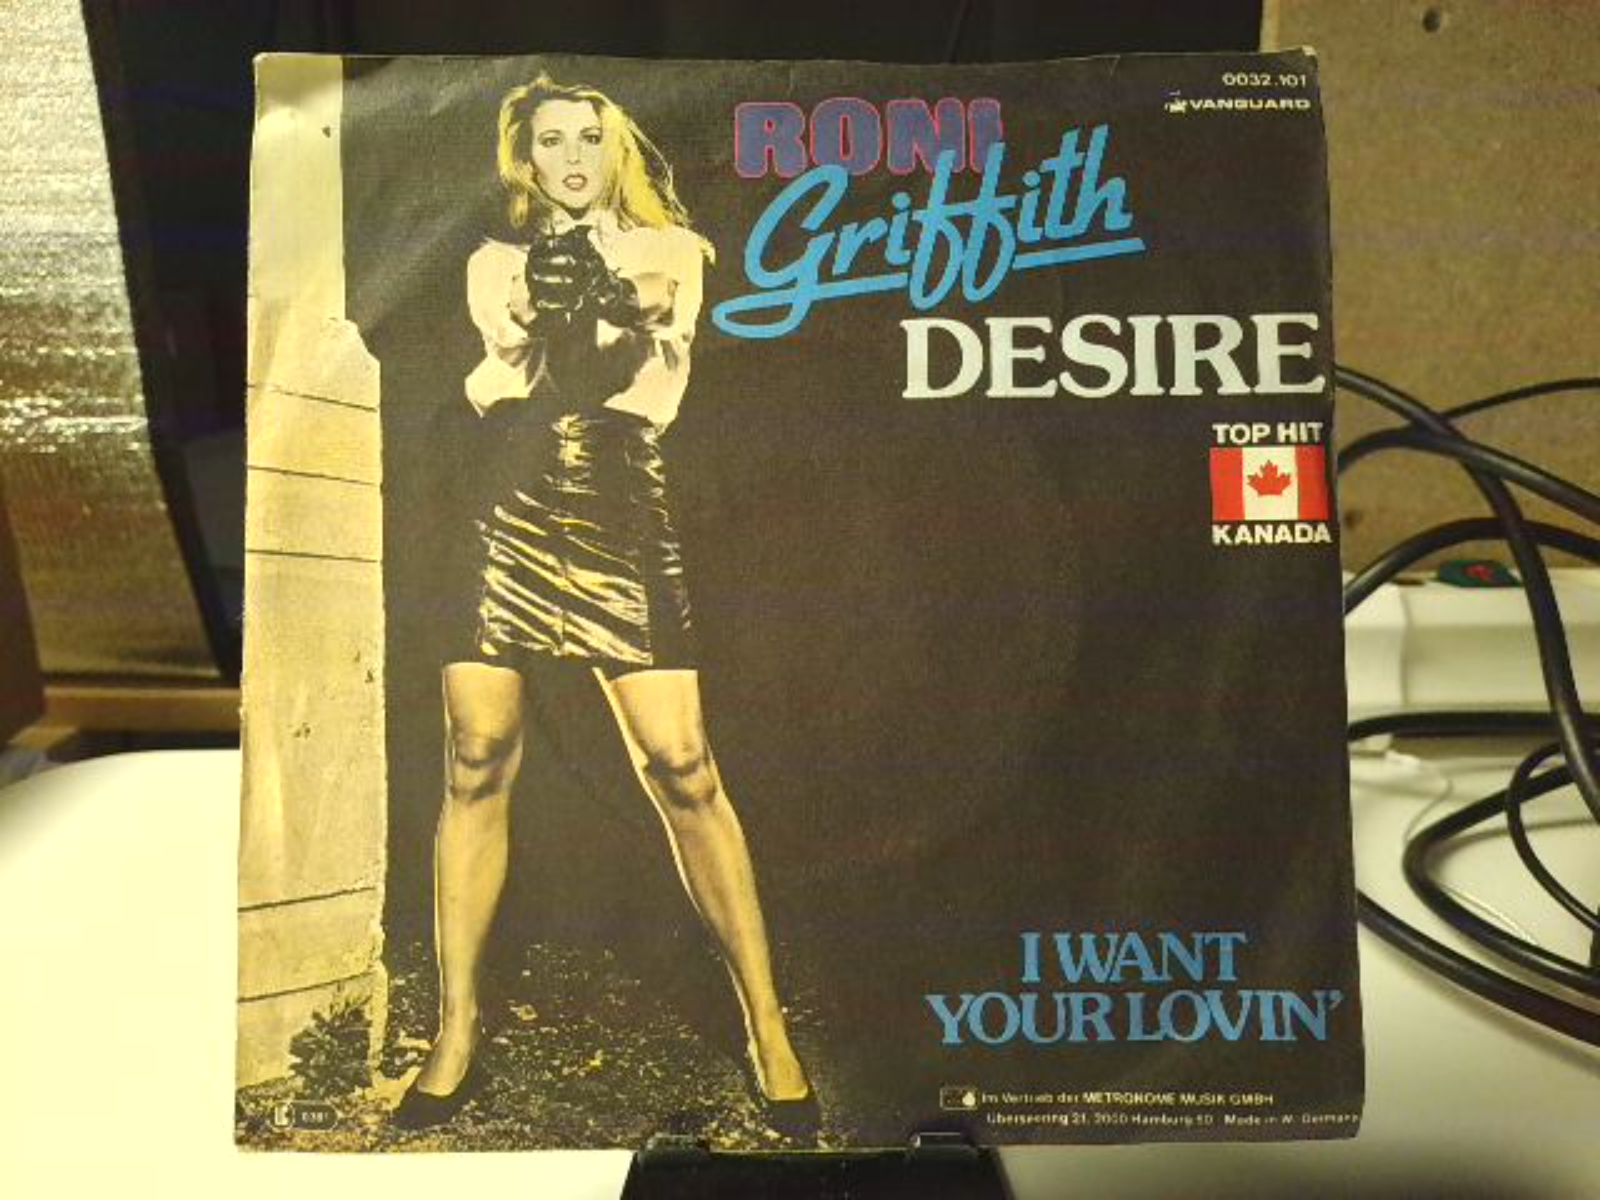 0032.101
VANGUARD
RONI
Griffith
DESIRE
TOP HIT
KANADA
I WANT
YOUR LOVIN'
Im Vertrieb der METRONOME MUSIK GMBH
Überseering 21, 2000 Hamburg 60 Made in W. Germany